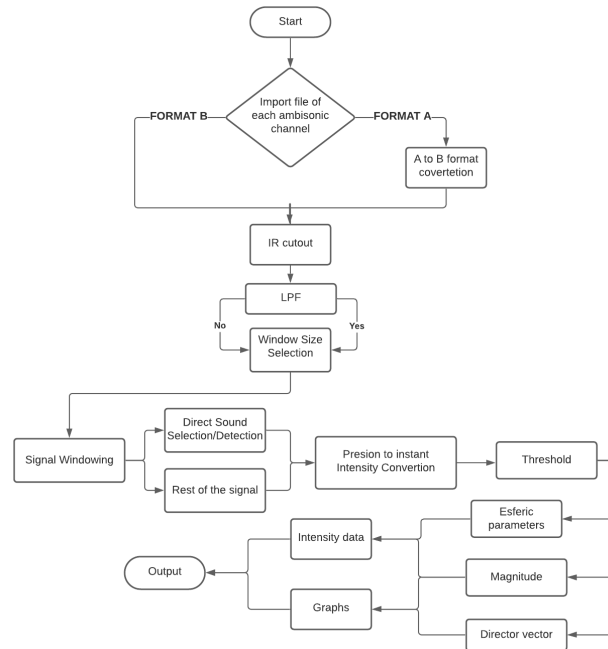 Start
Import file of
each ambisonic
channel
FORMAT B
FORMAT A
A to B format
covertetion
IR cutout
LPF
No
Yes
Window Size
Selection
Signal Windowing
Direct Sound
Selection/Detection
Rest of the signal
Presion to instant
Intensity Convertion
Threshold
Esferic
parameters
Intensity data
Output
Magnitude
Graphs
Director vector